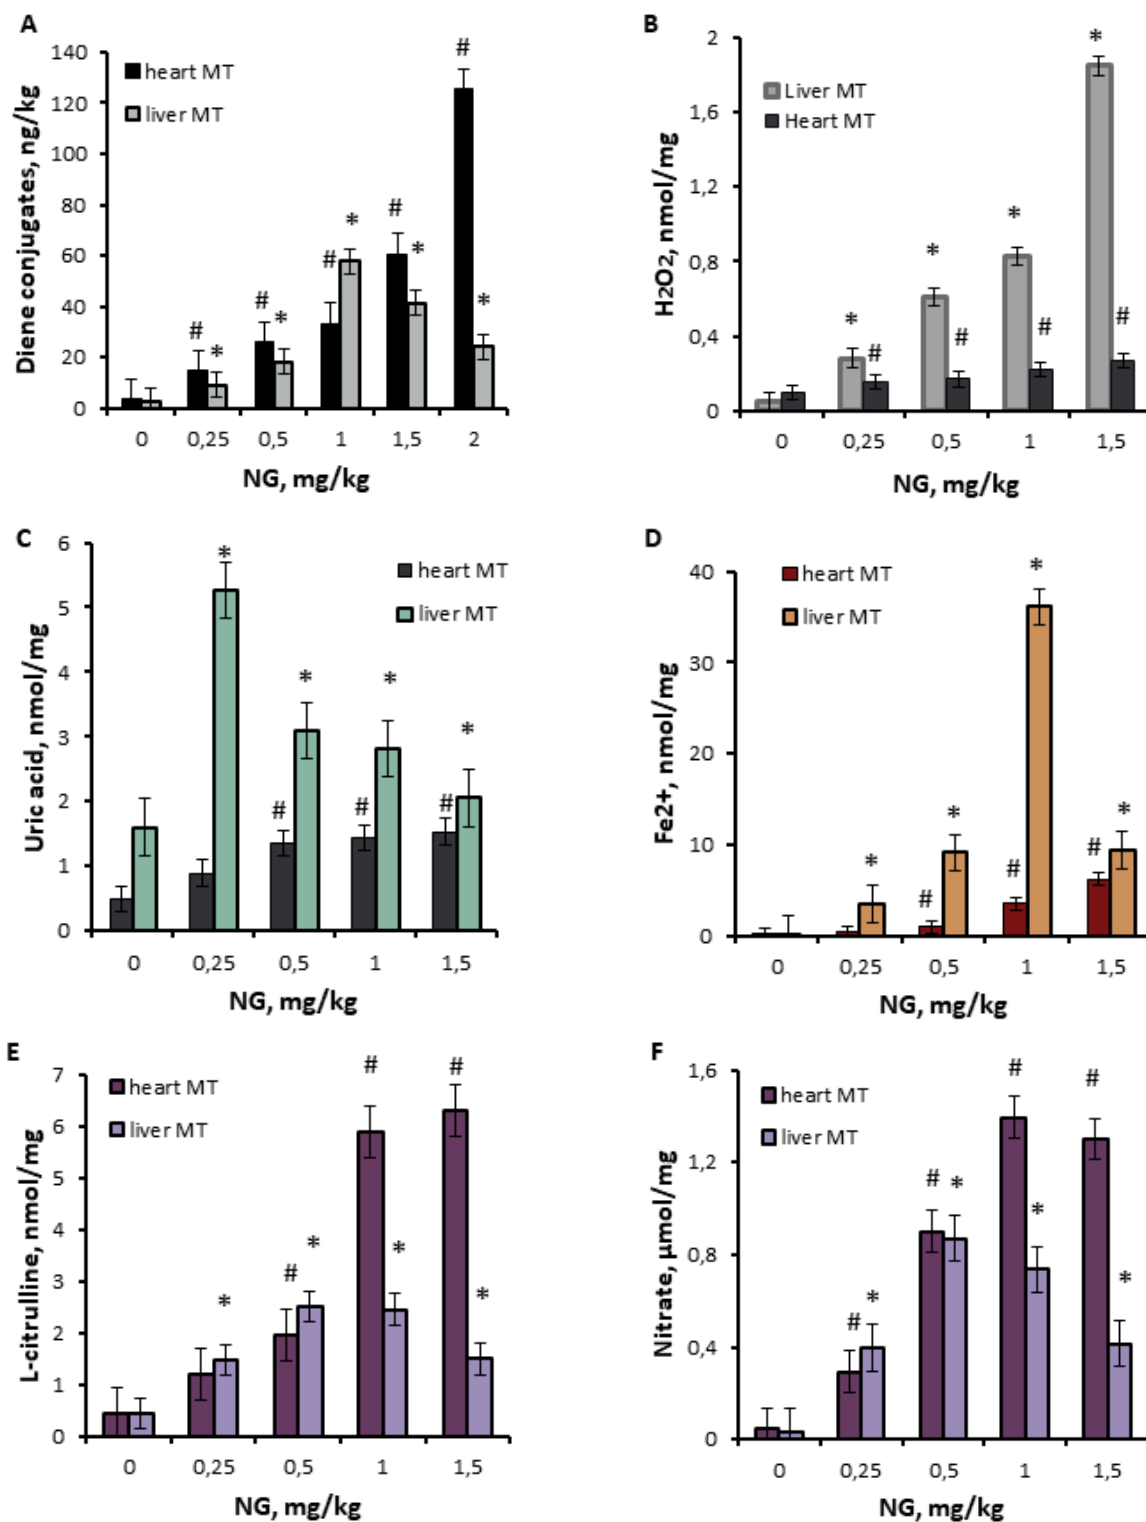 A
Diene conjugates, ng/kg
140
120
100
80
60
40
20
0
heart MT
liver MT
#
#
#
#
#
*
*
*
*
*
0 0,25 0,5 1 1,5 2
NG, mg/kg
B
H2O2, nmol/mg
2
1,6
1,2
0,8
0,4
0
Liver MT
Heart MT
*
*
*
*
#
#
#
#
0 0,25 0,5 1 1,5
NG, mg/kg
C
Uric acid, nmol/mg
6
5
4
3
2
1
0
heart MT
liver MT
*
*
*
*
#
#
#
0 0,25 0,5 1 1,5
NG, mg/kg
D
Fe2+, nmol/mg
40
30
20
10
0
heart MT
liver MT
*
*
*
*
#
#
#
0 0,25 0,5 1 1,5
NG, mg/kg
E
L-citrulline, nmol/mg
7
6
5
4
3
2
1
0
heart MT
liver MT
#
#
#
*
*
*
*
0 0,25 0,5 1 1,5
NG, mg/kg
F
Nitrate, µmol/mg
1,6
1,2
0,8
0,4
0
heart MT
liver MT
#
#
#
#
*
*
*
*
0 0,25 0,5 1 1,5
NG, mg/kg